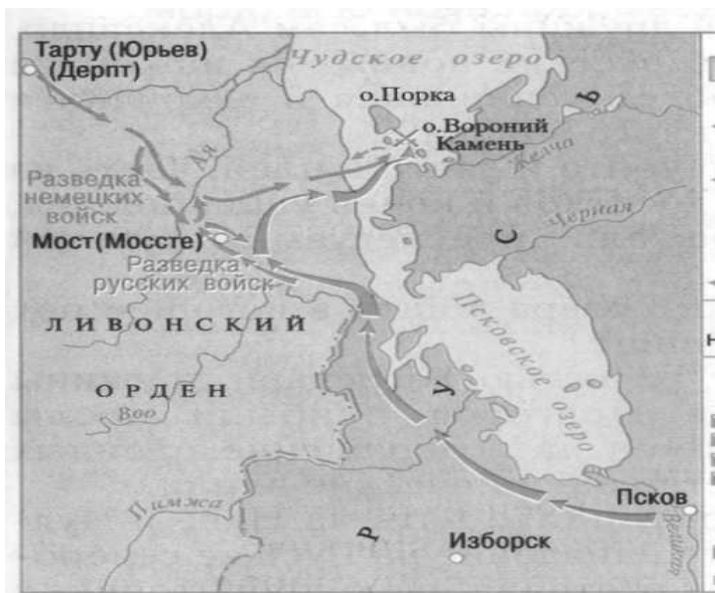 Тарту (Юрьев)
(Дерпт)
Чудское озеро
о.Порка
о.Вороний
Камень
Желча
Ая
Разведка
немецких
войск
Мост(Моссте)
Разведка
русских войск
Черная
ЛИВОНСКИЙ
ОРДЕН
Воо
Псковское озеро
Пимжа
Псков
Великая
Изборск
Р У С Ь